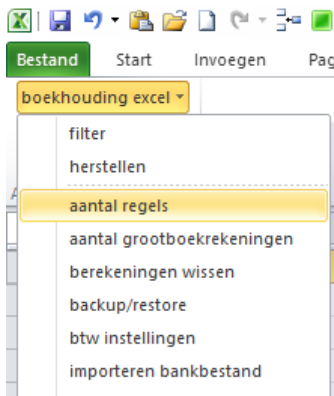 Bestand Start Invoegen Pag
boekhouding excel
filter
herstellen
aantal regels
aantal grootboekrekeningen
berekeningen wissen
backup/restore
btw instellingen
importeren bankbestand